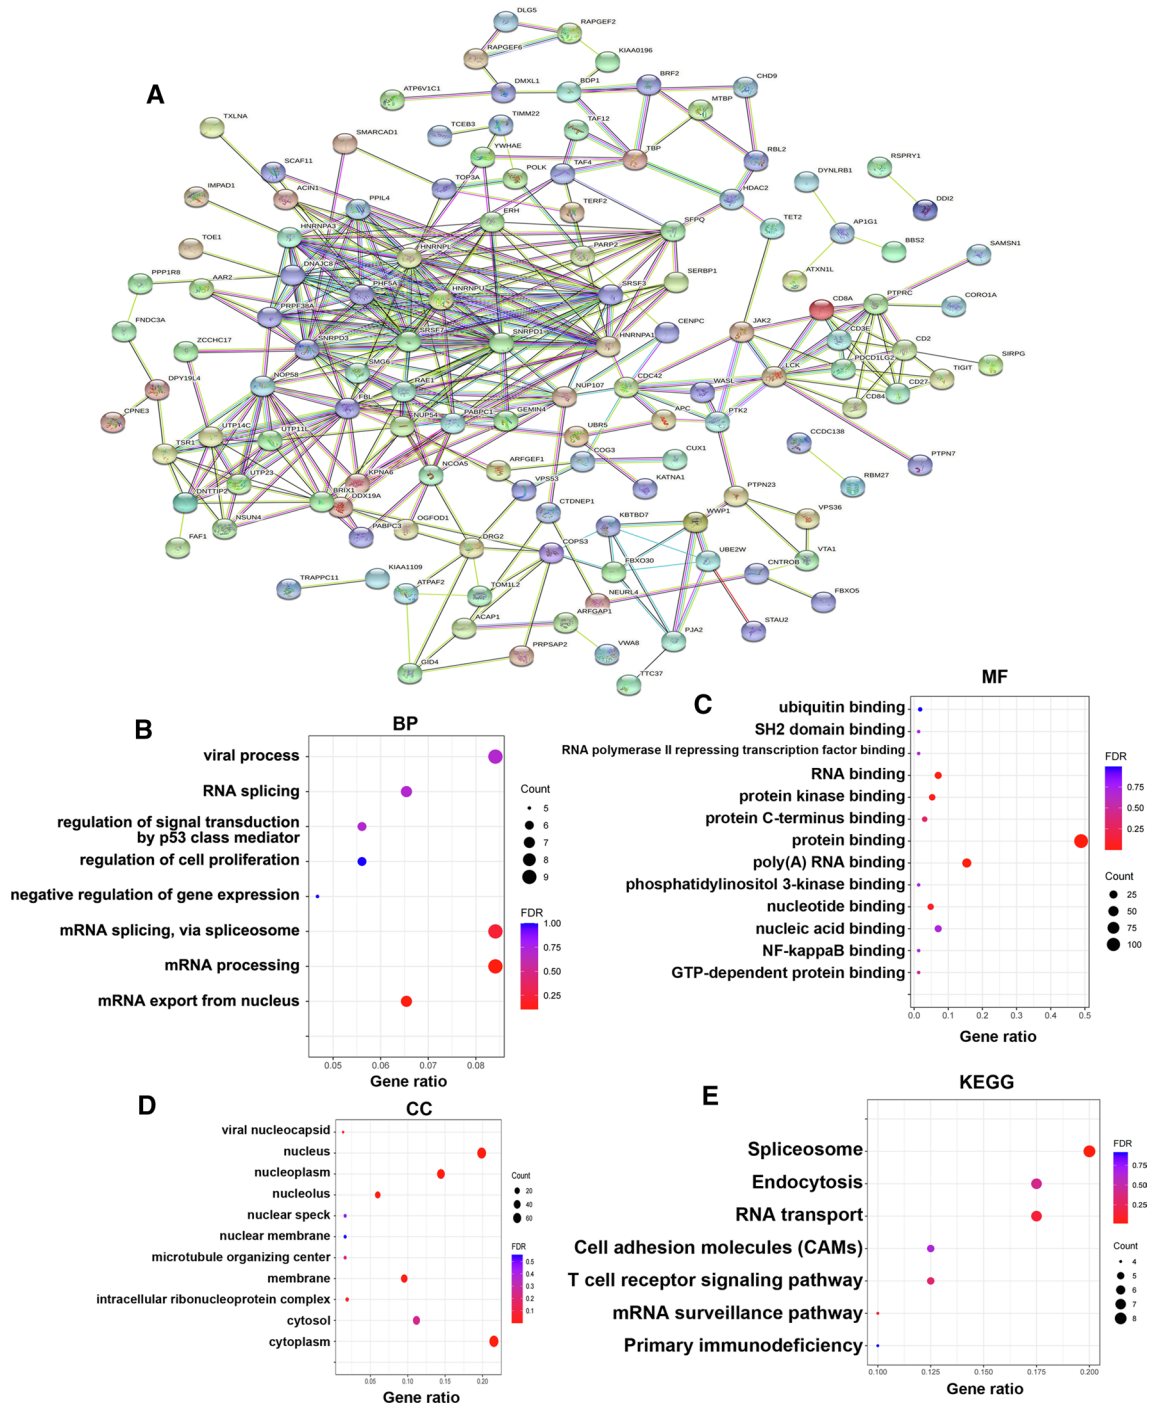 DLG5
RAPGEF2
RAPGEF6
KIAA0196
A
ATP6V1C1
DMXL1
BDP1
BRF2
CHD9
MTBP
TXLNA
SMARCAD1
TCEB3
TIMM22
TAF12
YWHAE
TBP
RBL2
SCAF11
POLK
TAF4
DYNLRB1
RSPRY1
IMPAD1
ACIN1
PPIL4
TOP3A
HDAC2
DDI2
TERF2
ERH
SFPQ
TET2
AP1G1
HNRNPA3
TOE1
HNRNPL
PARP2
BBS2
SAMSN1
DNAJC8
ATXN1L
PPP1R8
AAR2
PHF5A
HNRNPU
SRSF3
SERBP1
CD8A
PTPRC
CORO1A
PRPF38A
FNDC3A
SNRPD3
SRSF7
SNRPD1
HNRNPA1
CENPC
JAK2
CD3E
CD2
ZCCHC17
SMG6
PDCD1LG2
SIRPG
LCK
TIGIT
DPY19L4
NOP58
RAE1
NUP107
CDC42
WASL
CD27
CD84
FBL
CPNE3
NUP54
PABPC1
GEMIN4
APC
PTK2
UTP14C
UTP11L
UBR5
CCDC138
TSR1
COG3
CUX1
PTPN7
UTP23
KPNA6
NCOA5
ARFGEF1
VPS53
KATNA1
RBM27
DNTTIP2
BRIX1
DDX19A
PTPN23
NSUN4
PABPC3
OGFOD1
CTDNEP1
KBTBD7
WWP1
VPS36
FAF1
DRG2
COPS3
UBE2W
VTA1
FBXO30
CNTROB
TRAPPC11
KIAA1109
ATPAF2
TOM1L2
NEURL4
FBXO5
ACAP1
ARFGAP1
STAU2
PJA2
GID4
PRPSAP2
VWA8
TTC37
B
BP
viral process
RNA splicing
regulation of signal transduction
by p53 class mediator
regulation of cell proliferation
negative regulation of gene expression
mRNA splicing, via spliceosome
mRNA processing
mRNA export from nucleus
0.05 0.06 0.07 0.08
Gene ratio
Count
5
6
7
8
9
FDR
1.00
0.75
0.50
0.25
C
MF
ubiquitin binding
SH2 domain binding
RNA polymerase II repressing transcription factor binding
RNA binding
protein kinase binding
protein C-terminus binding
protein binding
poly(A) RNA binding
phosphatidylinositol 3-kinase binding
nucleotide binding
nucleic acid binding
NF-kappaB binding
GTP-dependent protein binding
0.0 0.1 0.2 0.3 0.4 0.5
Gene ratio
FDR
0.75
0.50
0.25
Count
25
50
75
100
D
CC
viral nucleocapsid
nucleus
nucleoplasm
nucleolus
nuclear speck
nuclear membrane
microtubule organizing center
membrane
intracellular ribonucleoprotein complex
cytosol
cytoplasm
0.05 0.10 0.15 0.20
Gene ratio
Count
20
40
60
FDR
0.5
0.4
0.3
0.2
0.1
E
KEGG
Spliceosome
Endocytosis
RNA transport
Cell adhesion molecules (CAMs)
T cell receptor signaling pathway
mRNA surveillance pathway
Primary immunodeficiency
0.100 0.125 0.150 0.175 0.200
Gene ratio
FDR
0.75
0.50
0.25
Count
4
5
6
7
8